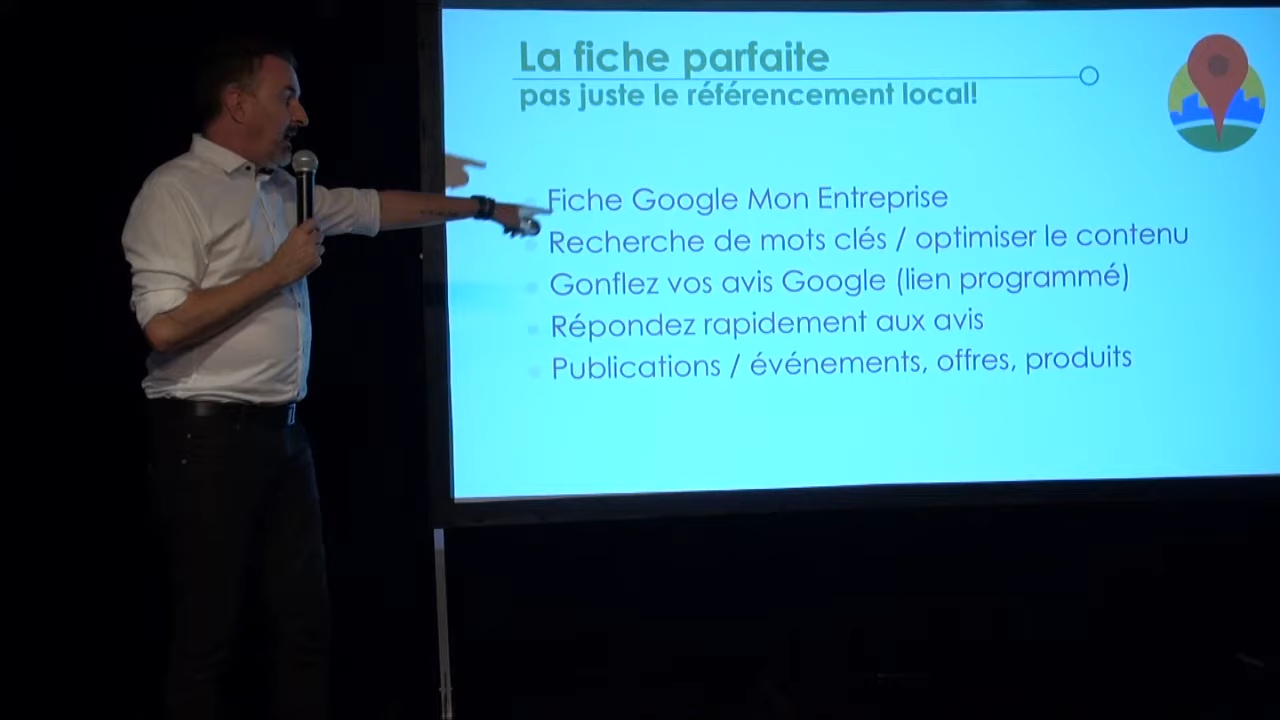 La fiche parfaite
pas juste le référencement local!
Fiche Google Mon Entreprise
Recherche de mots clés / optimiser le contenu
Gonflez vos avis Google (lien programmé)
Répondez rapidement aux avis
Publications / événements, offres, produits